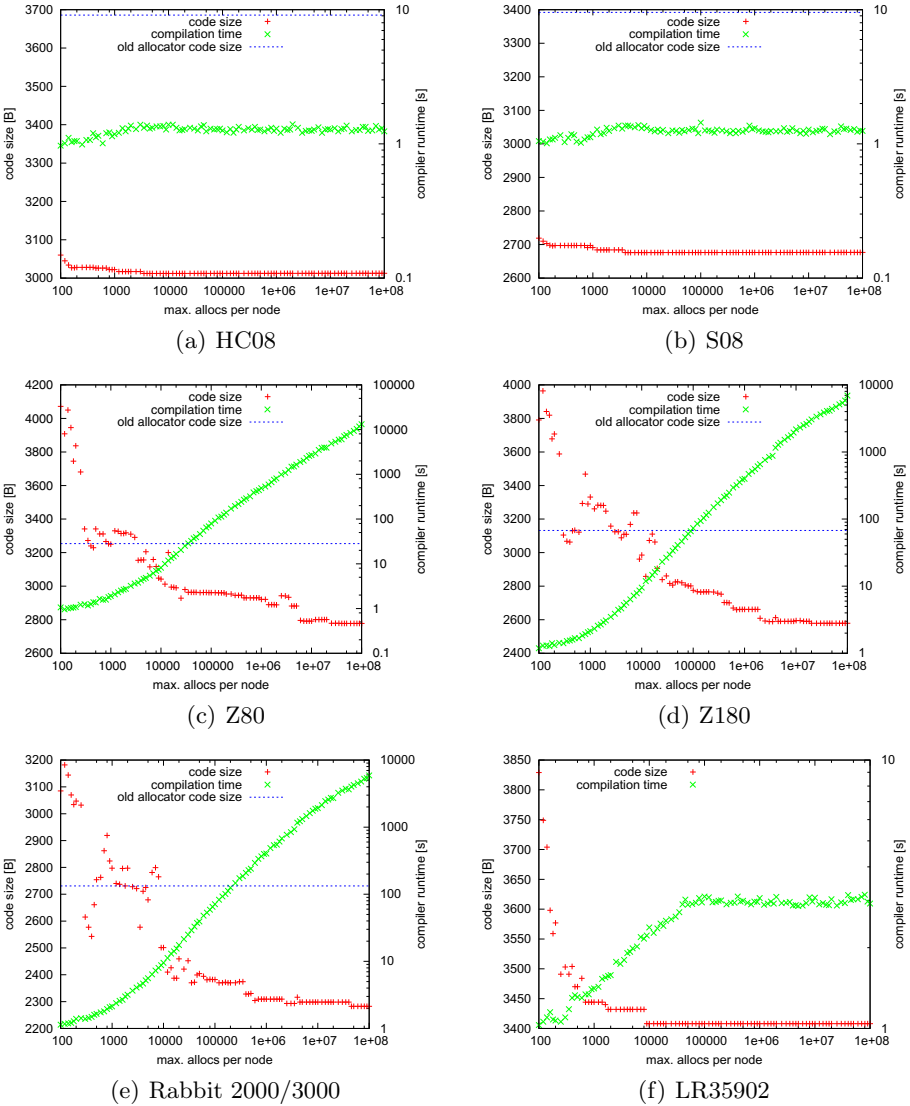 3700
3600
3500
3400
3300
3200
3100
3000
code size [B]
code size
compilation time
old allocator code size
10
1
0.1
compiler runtime [s]
100 1000 10000 100000 1e+06 1e+07 1e+08
max. allocs per node
(a) HC08
3400
3300
3200
3100
3000
2900
2800
2700
2600
code size [B]
code size
compilation time
old allocator code size
10
1
0.1
compiler runtime [s]
100 1000 10000 100000 1e+06 1e+07 1e+08
max. allocs per node
(b) S08
4200
4000
3800
3600
3400
3200
3000
2800
2600
code size [B]
code size
compilation time
old allocator code size
100000
10000
1000
100
10
1
0.1
compiler runtime [s]
100 1000 10000 100000 1e+06 1e+07 1e+08
max. allocs per node
(c) Z80
4000
3800
3600
3400
3200
3000
2800
2600
2400
code size [B]
code size
compilation time
old allocator code size
10000
1000
100
10
1
compiler runtime [s]
100 1000 10000 100000 1e+06 1e+07 1e+08
max. allocs per node
(d) Z180
3200
3100
3000
2900
2800
2700
2600
2500
2400
2300
2200
code size [B]
code size
compilation time
old allocator code size
10000
1000
100
10
1
compiler runtime [s]
100 1000 10000 100000 1e+06 1e+07 1e+08
max. allocs per node
(e) Rabbit 2000/3000
3850
3800
3750
3700
3650
3600
3550
3500
3450
3400
code size [B]
code size
compilation time
10
1
compiler runtime [s]
100 1000 10000 100000 1e+06 1e+07 1e+08
max. allocs per node
(f) LR35902